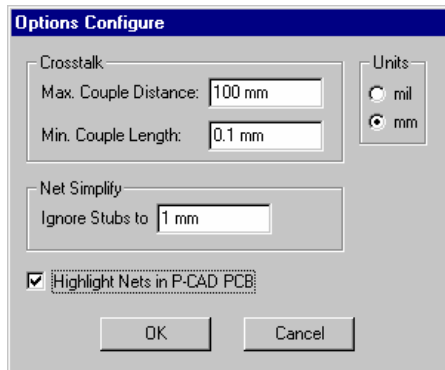 Options Configure
Crosstalk
Max. Couple Distance: 100 mm
Min. Couple Length: 0.1 mm
Units
mil
mm
Net Simplify
Ignore Stubs to 1 mm
Highlight Nets in P-CAD PCB
OK Cancel